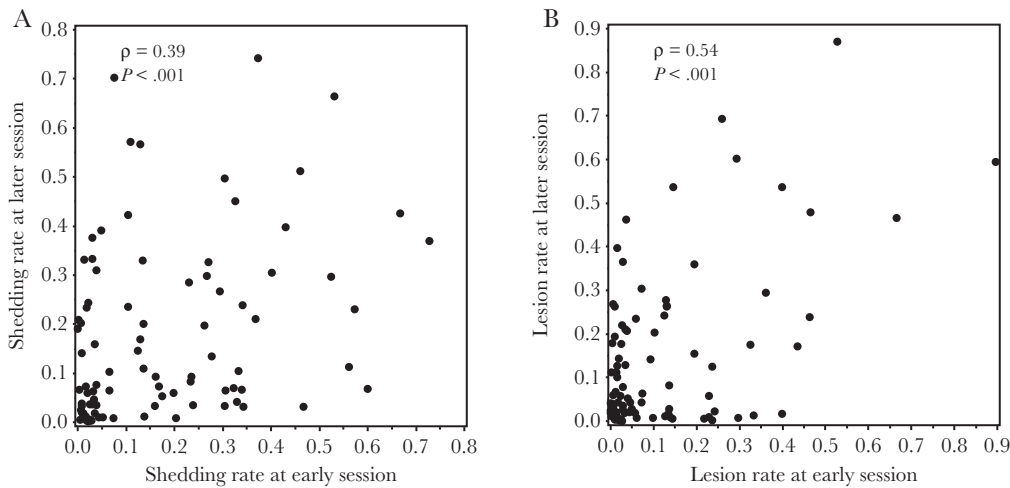 A
ρ = 0.39
P < .001
0.8
0.7
0.6
0.5
0.4
0.3
0.2
0.1
0.0
Shedding rate at later session
0.0 0.1 0.2 0.3 0.4 0.5 0.6 0.7 0.8
Shedding rate at early session
B
ρ = 0.54
P < .001
0.9
0.8
0.7
0.6
0.5
0.4
0.3
0.2
0.1
0.0
Lesion rate at later session
0.0 0.1 0.2 0.3 0.4 0.5 0.6 0.7 0.8 0.9
Lesion rate at early session